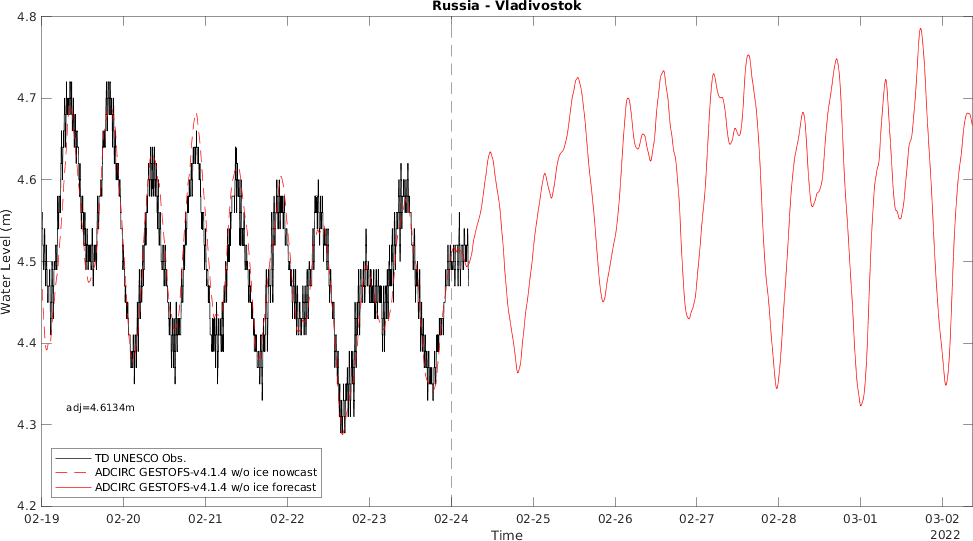 Russia - Vladivostok
4.8
4.7
4.6
4.5
4.4
4.3
4.2
Water Level (m)
adj=4.6134m
TD UNESCO Obs.
ADCIRC GESTOFS-v4.1.4 w/o ice nowcast
ADCIRC GESTOFS-v4.1.4 w/o ice forecast
02-19 02-20 02-21 02-22 02-23 02-24 02-25 02-26 02-27 02-28 03-01 03-02
2022
Time